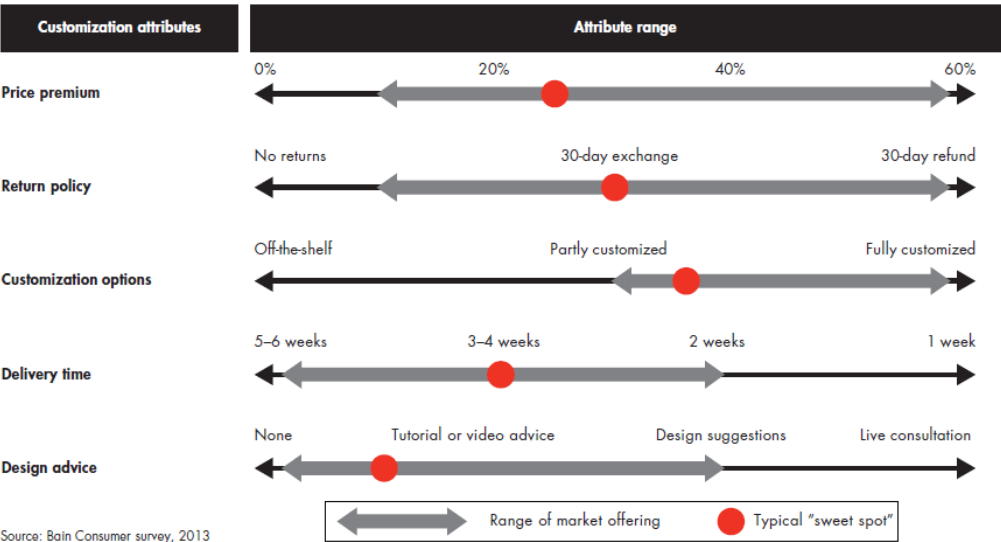 Customization attributes
Attribute range
0% 20% 40% 60%
Price premium
No returns 30-day exchange 30-day refund
Return policy
Off-the-shelf Partly customized Fully customized
Customization options
5–6 weeks 3–4 weeks 2 weeks 1 week
Delivery time
None Tutorial or video advice Design suggestions Live consultation
Design advice
Range of market offering
Typical "sweet spot"
Source: Bain Consumer survey, 2013